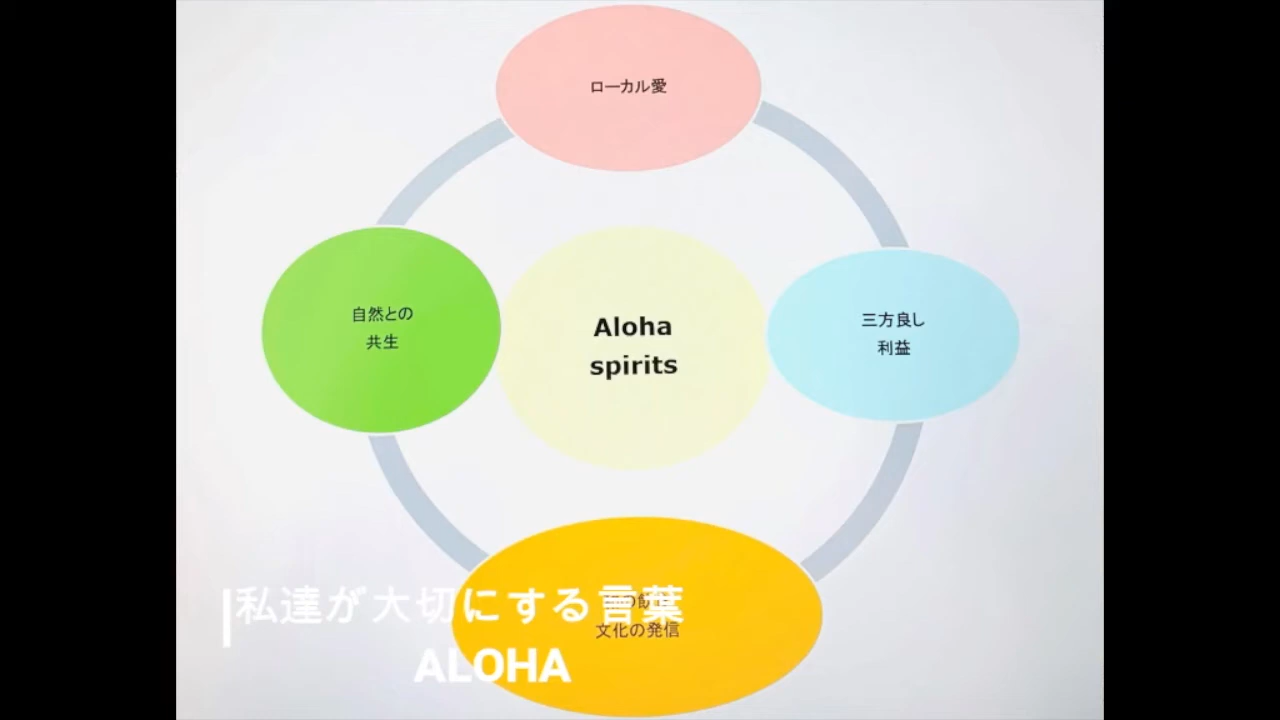 ローカル愛
自然との
共生
Aloha
spirits
三方良し
利益
文化の発信
私達が大切にする言葉
ALOHA